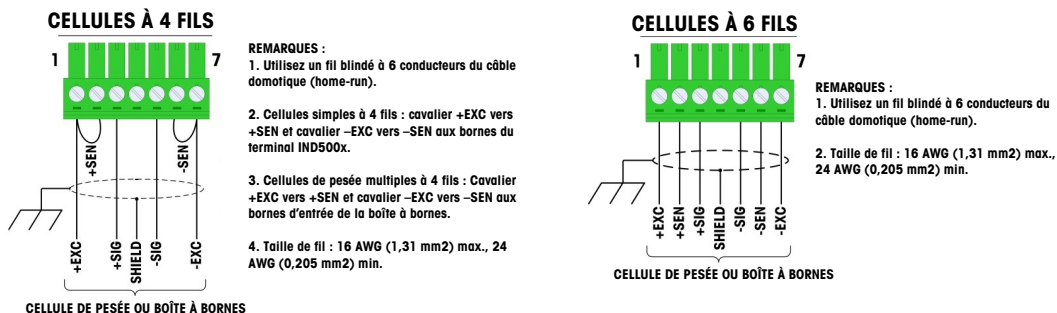 CELLULES À 4 FILS
1
7
+SEN
-SEN
+EXC
+SIG
SHIELD
-SIG
-EXC
CELLULE DE PESÉE OU BOÎTE À BORNES
REMARQUES :
1. Utilisez un fil blindé à 6 conducteurs du câble
domotique (home-run).
2. Cellules simples à 4 fils : cavalier +EXC vers
+SEN et cavalier –EXC vers –SEN aux bornes du
terminal IND500x.
3. Cellules de pesée multiples à 4 fils : Cavalier
+EXC vers +SEN et cavalier –EXC vers –SEN aux
bornes d'entrée de la boîte à bornes.
4. Taille de fil : 16 AWG (1,31 mm2) max., 24
AWG (0,205 mm2) min.
CELLULES À 6 FILS
1
7
+EXC
+SEN
+SIG
SHIELD
-SIG
-SEN
-EXC
CELLULE DE PESÉE OU BOÎTE À BORNES
REMARQUES :
1. Utilisez un fil blindé à 6 conducteurs du
câble domotique (home-run).
2. Taille de fil : 16 AWG (1,31 mm2) max.,
24 AWG (0,205 mm2) min.